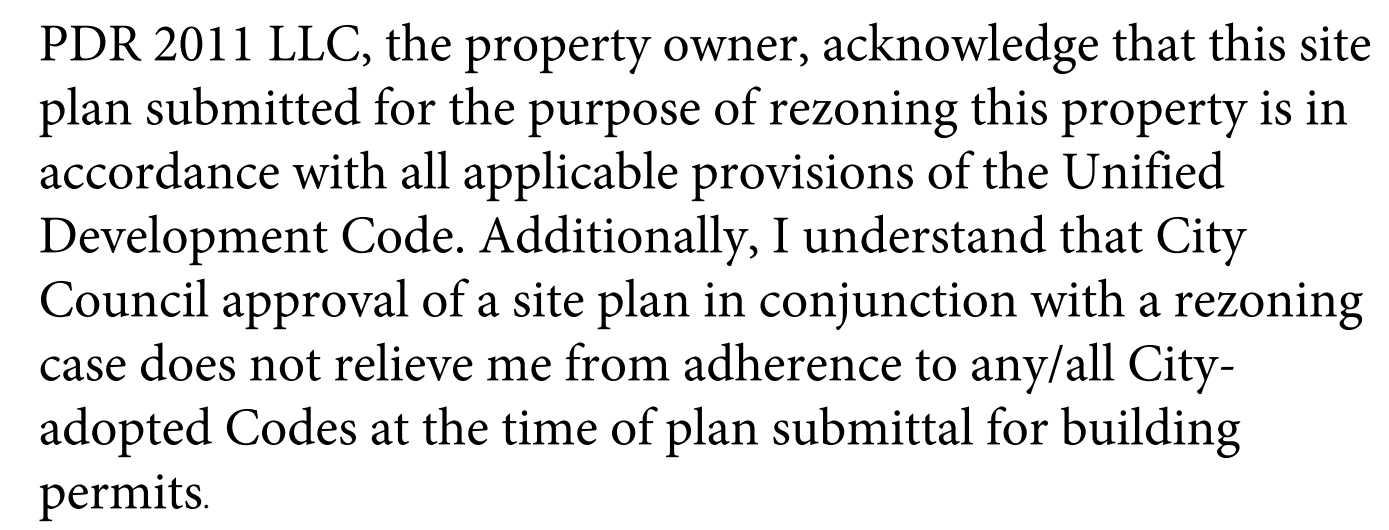 PDR 2011 LLC, the property owner, acknowledge that this site
plan submitted for the purpose of rezoning this property is in
accordance with all applicable provisions of the Unified
Development Code. Additionally, I understand that City
Council approval of a site plan in conjunction with a rezoning
case does not relieve me from adherence to any/all City-
adopted Codes at the time of plan submittal for building
permits.